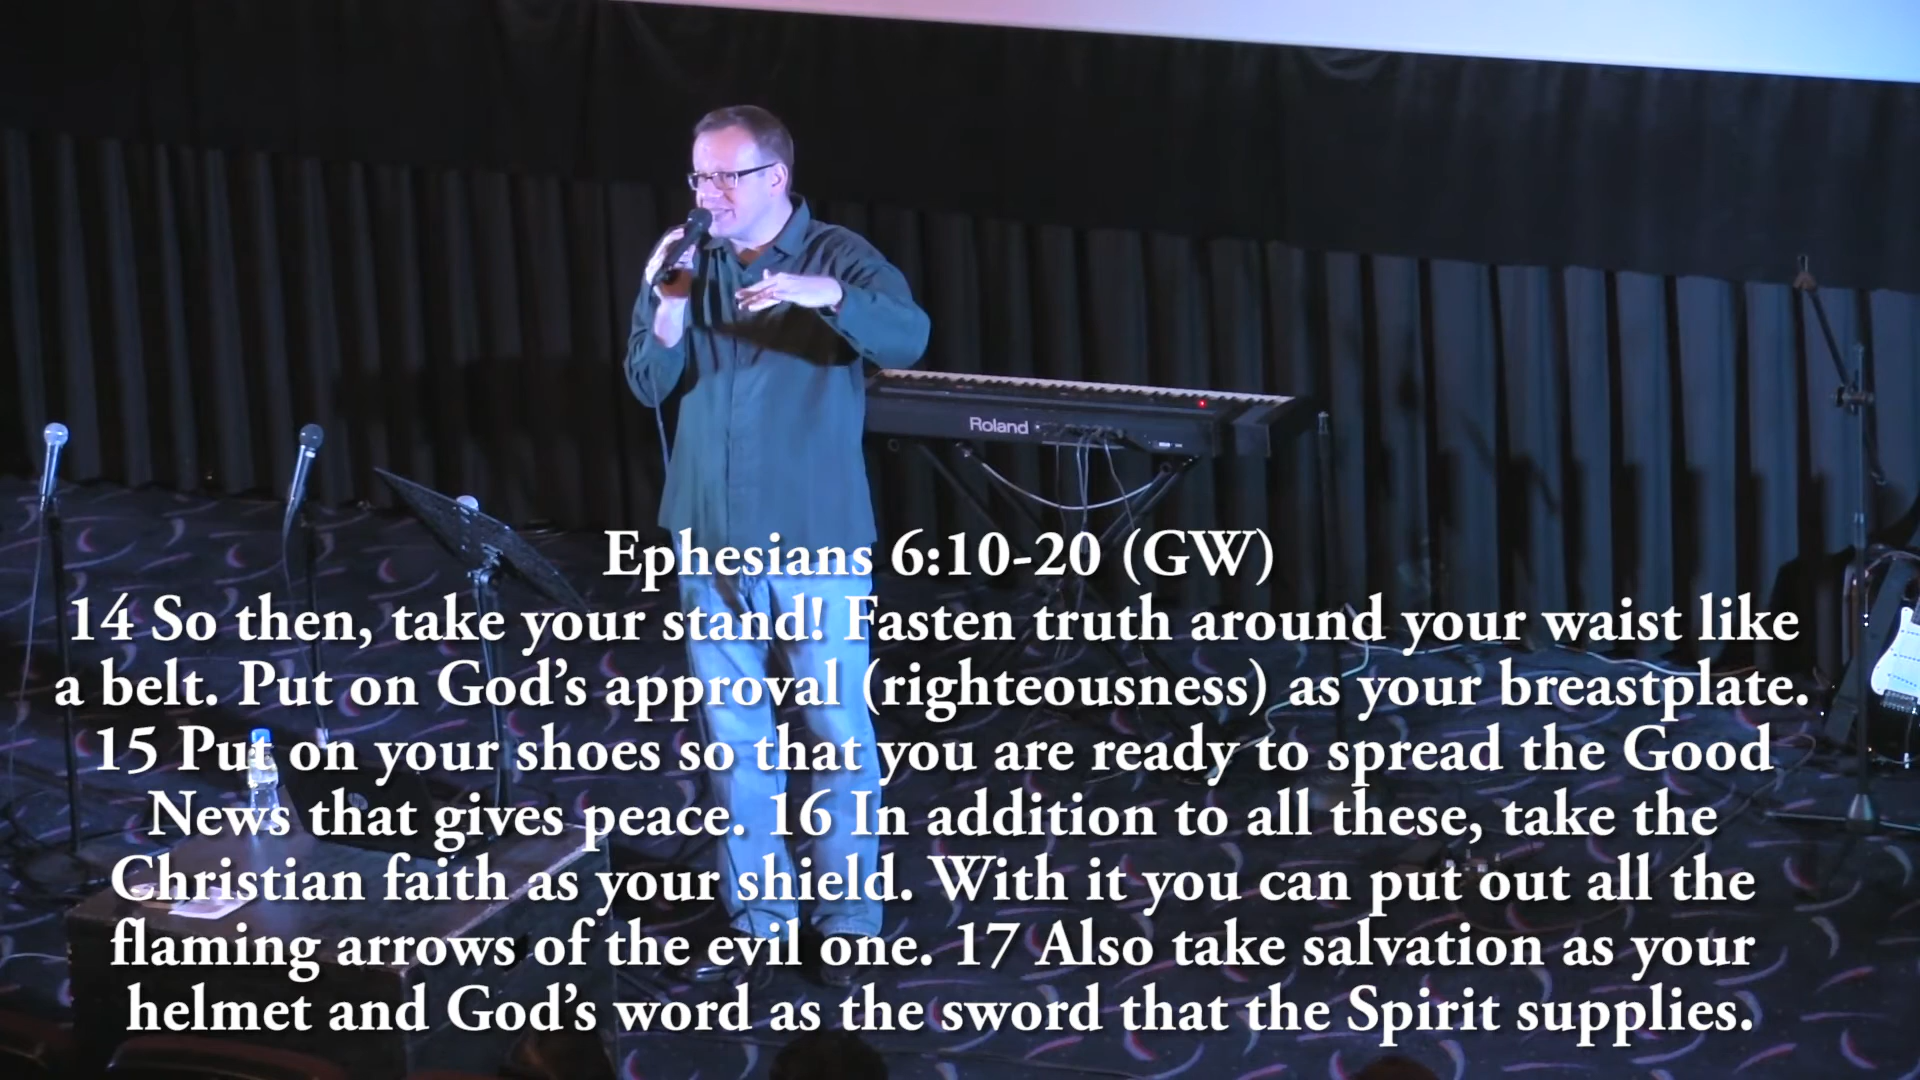 Roland
Ephesians 6:10-20 (GW)
14 So then, take your stand! Fasten truth around your waist like
a belt. Put on God’s approval (righteousness) as your breastplate.
15 Put on your shoes so that you are ready to spread the Good
News that gives peace. 16 In addition to all these, take the
Christian faith as your shield. With it you can put out all the
flaming arrows of the evil one. 17 Also take salvation as your
helmet and God’s word as the sword that the Spirit supplies.